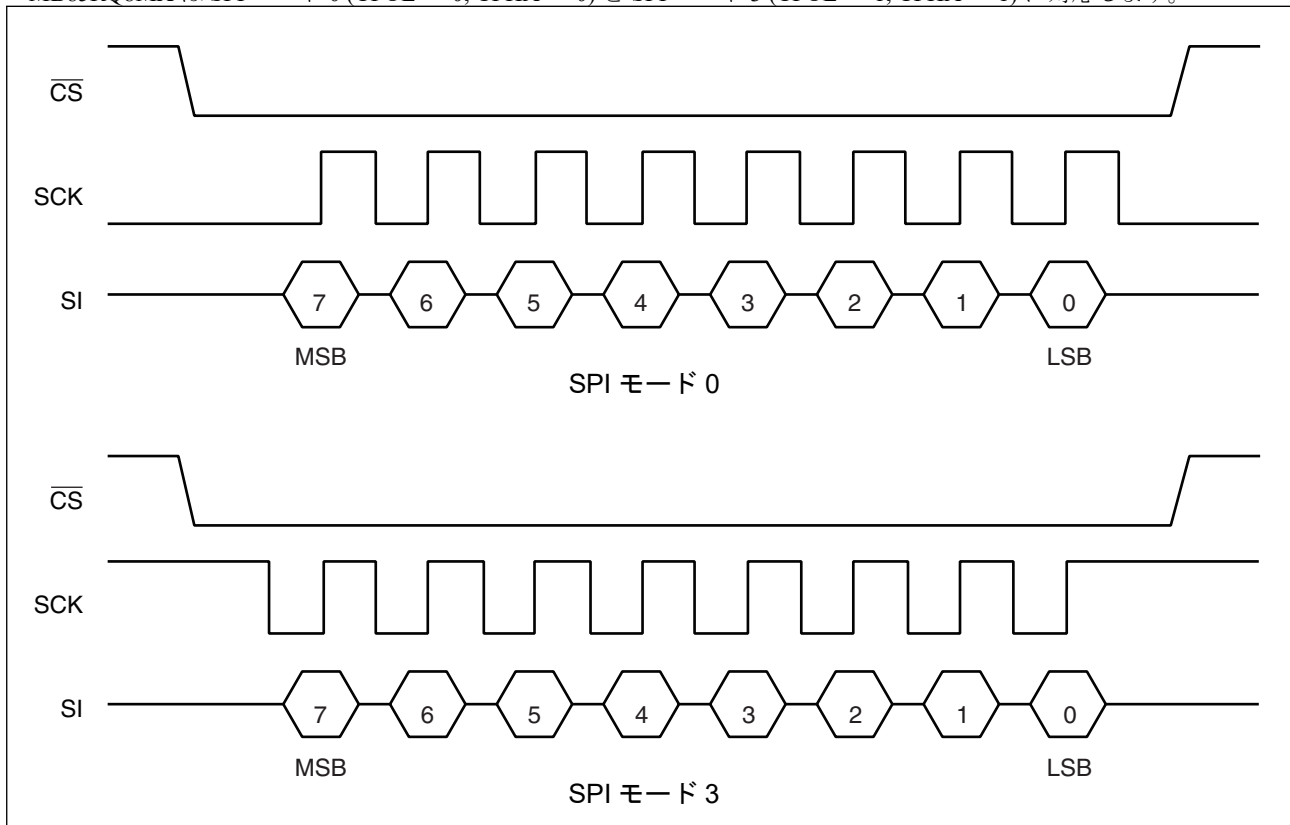 CS
SCK
SI
7 6 5 4 3 2 1 0
MSB LSB
SPI モード 0
CS
SCK
SI
7 6 5 4 3 2 1 0
MSB LSB
SPI モード 3